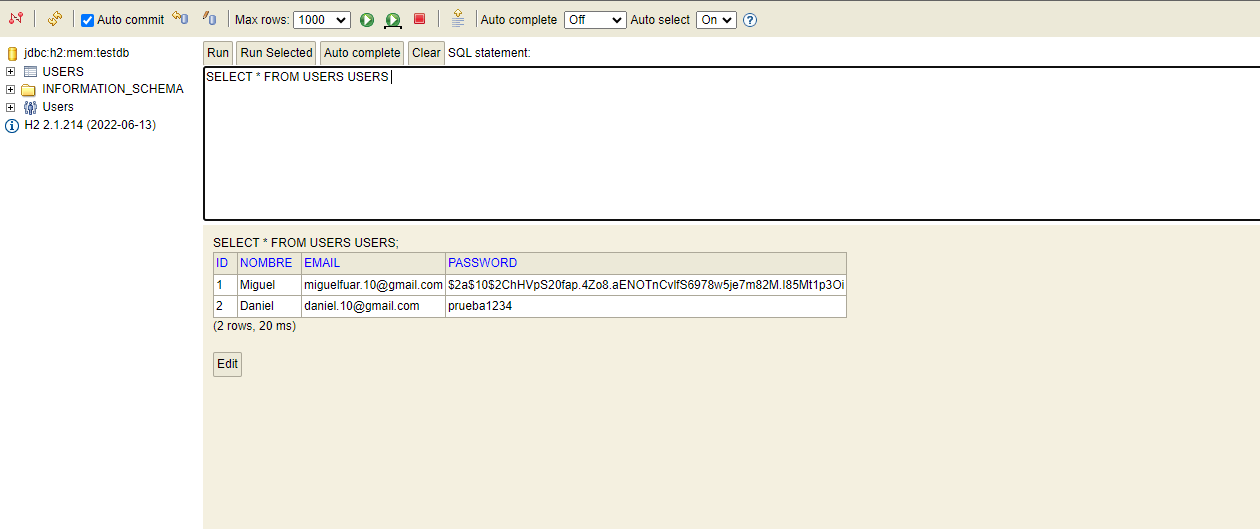 Auto commit Max rows: 1000 Auto complete Off Auto select On ?
jdbc:h2:mem:testdb
USERS
INFORMATION_SCHEMA
Users
H2 2.1.214 (2022-06-13)
Run Run Selected Auto complete Clear SQL statement:
SELECT * FROM USERS USERS
SELECT * FROM USERS USERS;
ID NOMBRE EMAIL PASSWORD
1 Miguel miguelfuar.10@gmail.com $2a$10$2ChHVpS20fap.4Zo8.aENOTnCvlfS6978w5je7m82M.I85Mt1p3Oi
2 Daniel daniel.10@gmail.com prueba1234
(2 rows, 20 ms)
Edit